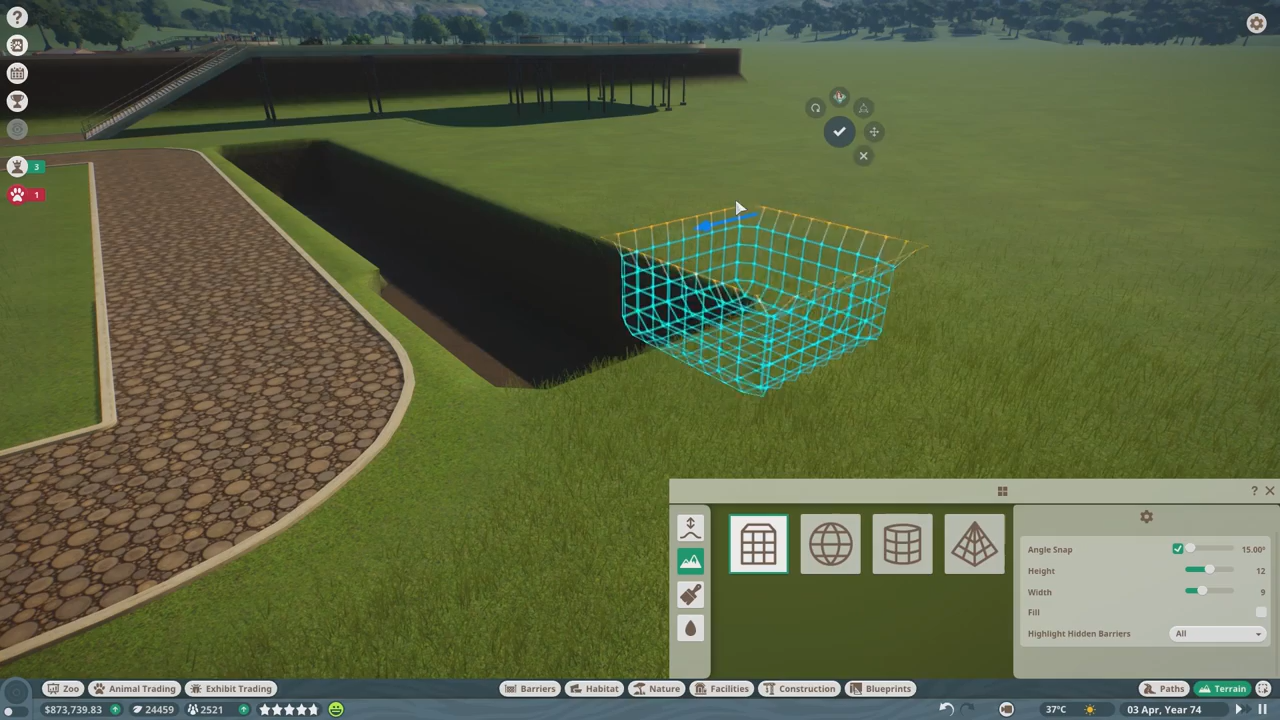 3
1
Angle Snap 15.00°
Height 12
Width 9
Fill
Highlight Hidden Barriers All
Zoo Animal Trading Exhibit Trading Barriers Habitat Nature Facilities Construction Blueprints Paths Terrain
$873,739.83 24459 2521 37°C 03 Apr, Year 74